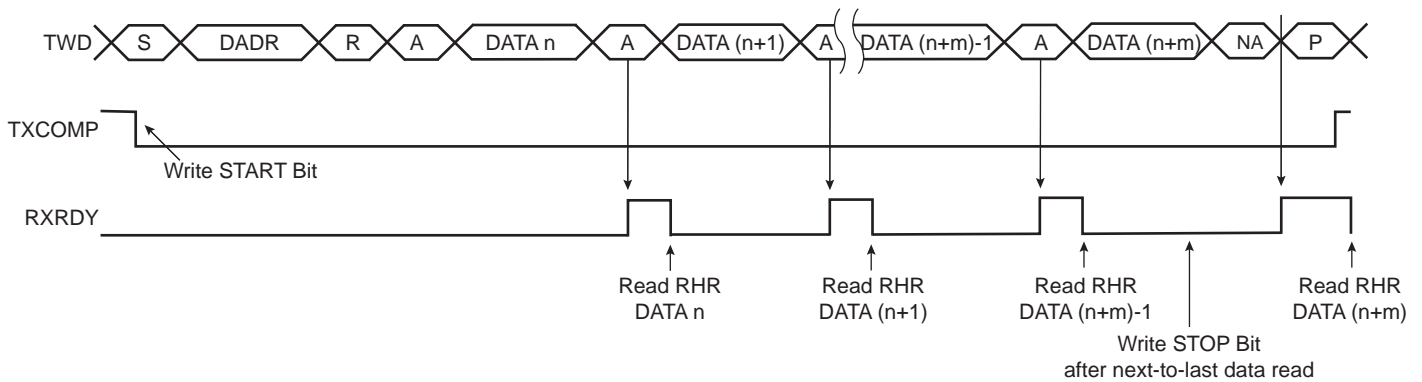 TWD S DADR R A DATA n A DATA (n+1) A DATA (n+m)-1 A DATA (n+m) NA P
TXCOMP
Write START Bit
RXRDY
Read RHR
DATA n
Read RHR
DATA (n+1)
Read RHR
DATA (n+m)-1
Read RHR
DATA (n+m)
Write STOP Bit
after next-to-last data read